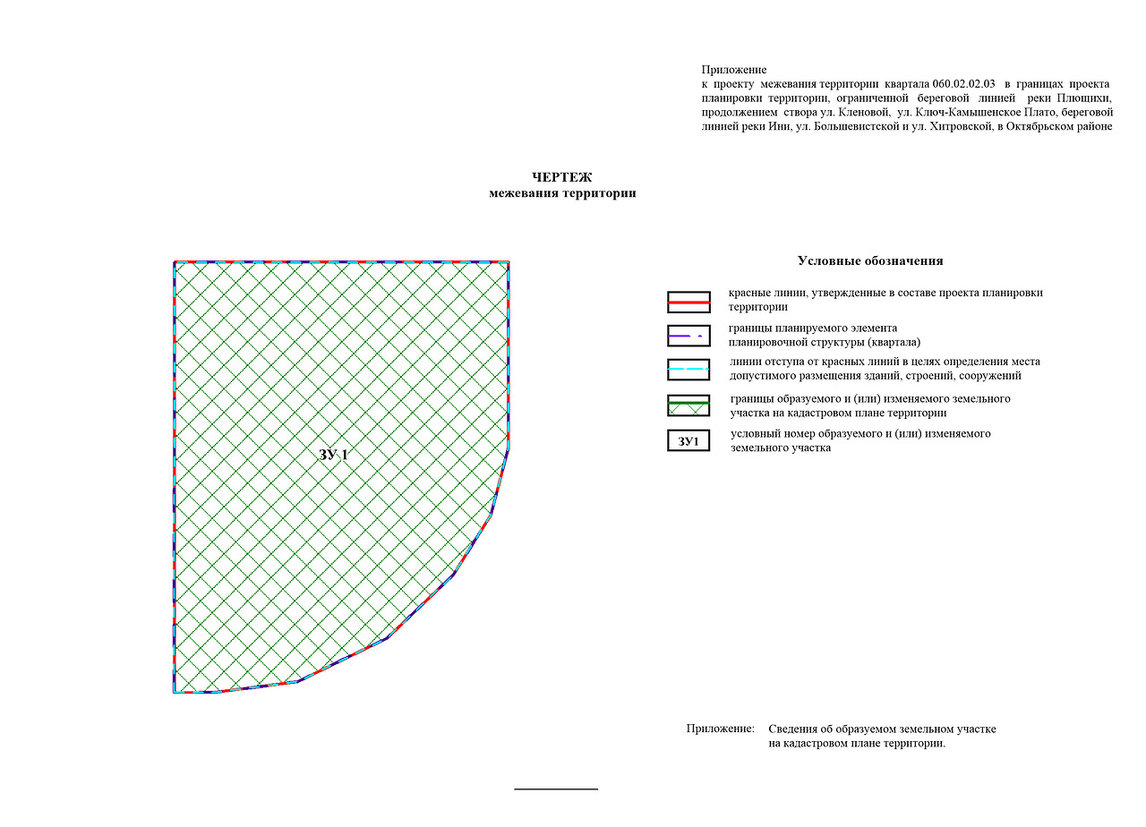 Приложение
к проекту межевания территории квартала 060.02.02.03 в границах проекта
планировки территории, ограниченной береговой линией реки Плющихи,
продолжением створа ул. Кленовой, ул. Ключ-Камышенское Плато, береговой
линией реки Ини, ул. Большевистской и ул. Хитровской, в Октябрьском районе
ЧЕРТЕЖ
межевания территории
Условные обозначения
красные линии, утвержденные в составе проекта планировки
территории
границы планируемого элемента
планировочной структуры (квартала)
линии отступа от красных линий в целях определения места
допустимого размещения зданий, строений, сооружений
границы образуемого и (или) изменяемого земельного
участка на кадастровом плане территории
ЗУ1
условный номер образуемого и (или) изменяемого
земельного участка
ЗУ 1
Приложение: Сведения об образуемом земельном участке
на кадастровом плане территории.